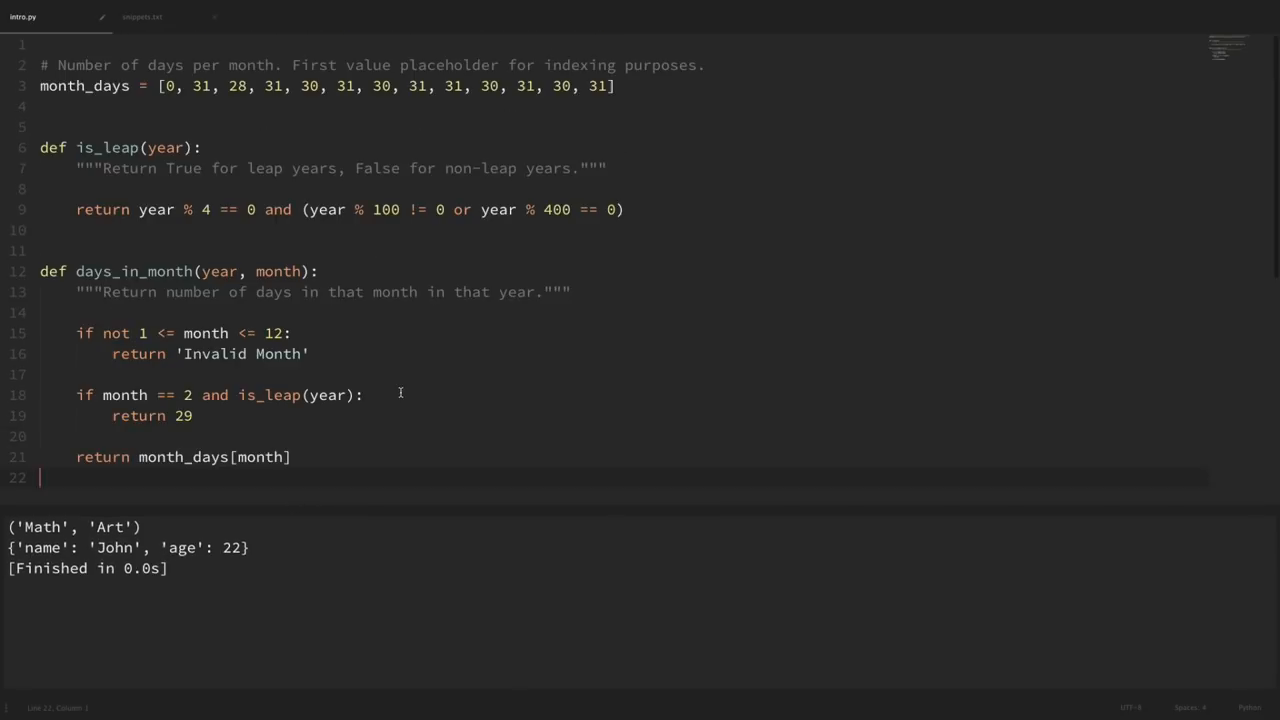 intro.py
snippets.txt
1
2 # Number of days per month. First value placeholder for indexing purposes.
3 month_days = [0, 31, 28, 31, 30, 31, 30, 31, 31, 30, 31, 30, 31]
4
5
6 def is_leap(year):
7     """Return True for leap years, False for non-leap years."""
8
9     return year % 4 == 0 and (year % 100 != 0 or year % 400 == 0)
10
11
12 def days_in_month(year, month):
13     """Return number of days in that month in that year."""
14
15     if not 1 <= month <= 12:
16         return 'Invalid Month'
17
18     if month == 2 and is_leap(year):
19         return 29
20
21     return month_days[month]
22
('Math', 'Art')
{'name': 'John', 'age': 22}
[Finished in 0.0s]
Line 22, Column 1
UTF-8
Spaces: 4
Python